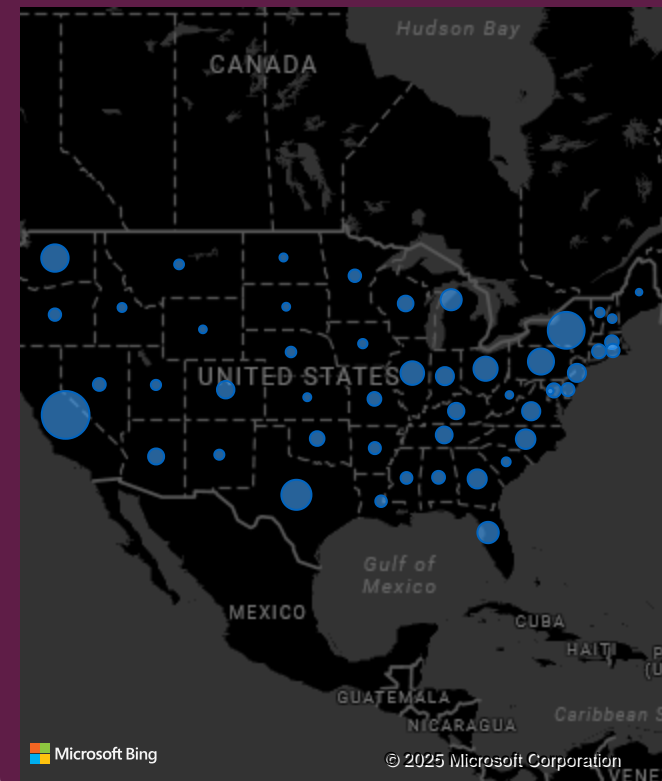 Hudson Bay
CANADA
UNITED STATES
Gulf of
Mexico
MEXICO
CUBA
HAITI
GUATEMALA
NICARAGUA
Caribbean S
P
(U
Microsoft Bing
© 2025 Microsoft Corporation
VENE